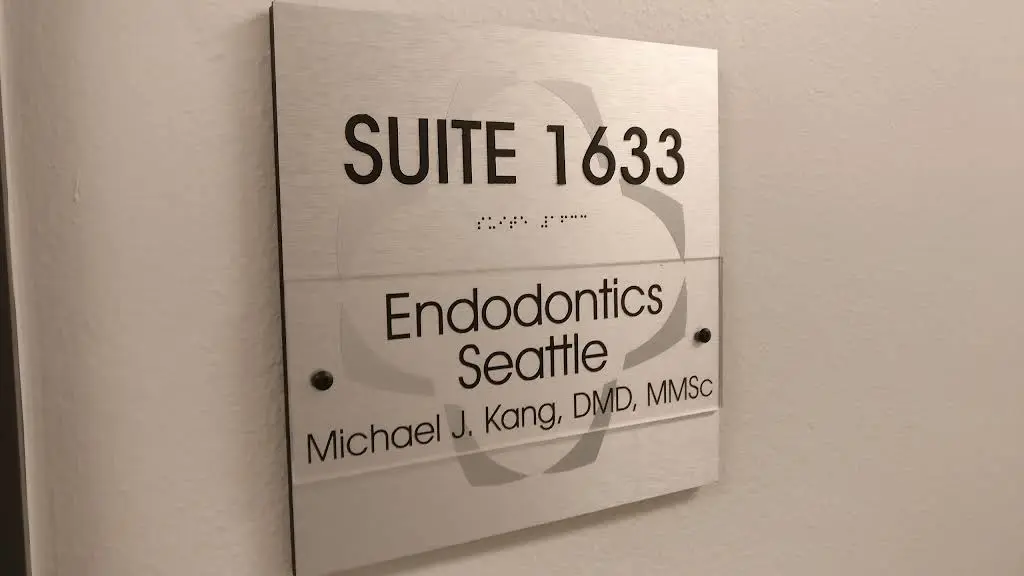 SUITE 1633
⠎⠥⠊⠞⠑ ⠼⠁⠋⠉⠉
Endodontics
Seattle
Michael J. Kang, DMD, MMSc